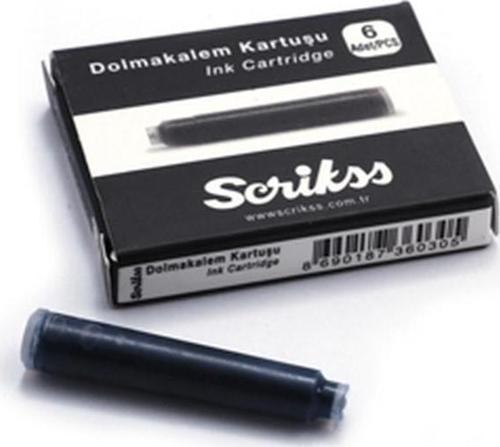 Dolmakalem Kartuşu
Ink Cartridge
6
Adet/PCS
Scrikss
www.scrikss.com.tr
Scrikss
Dolmakalem Kartuşu
Ink Cartridge
8 690187 360305